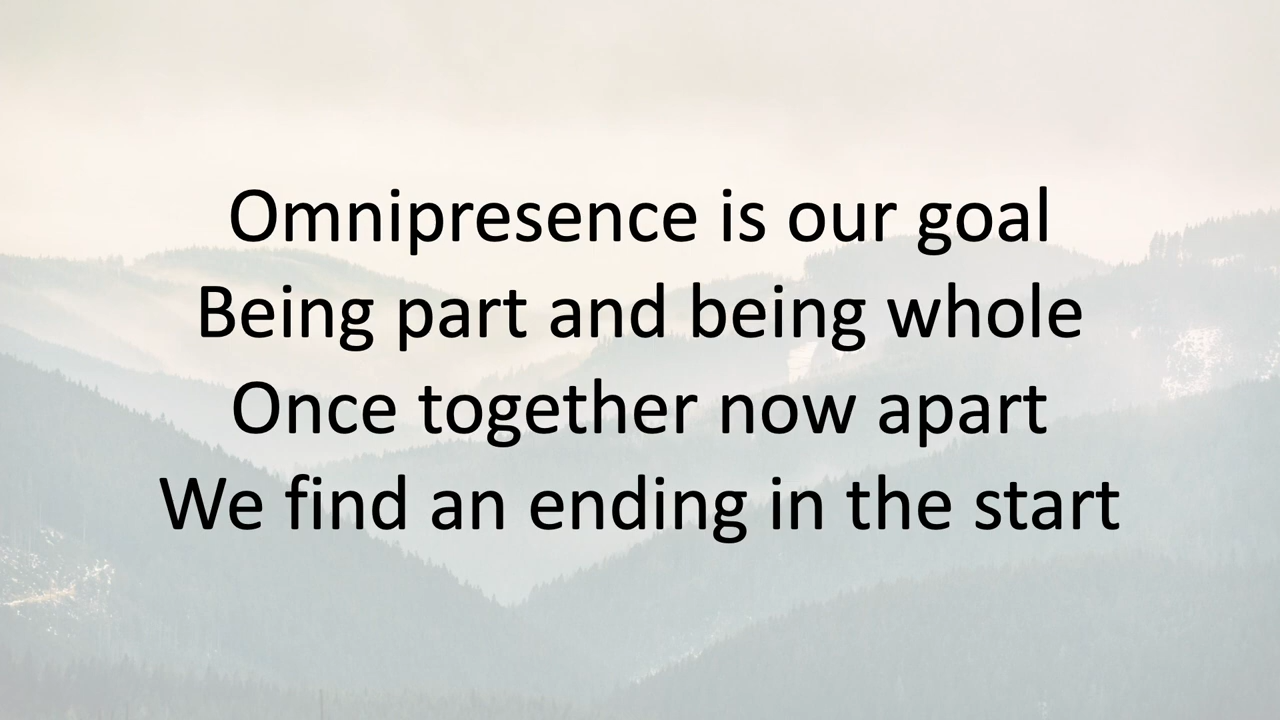 Omnipresence is our goal
Being part and being whole
Once together now apart
We find an ending in the start